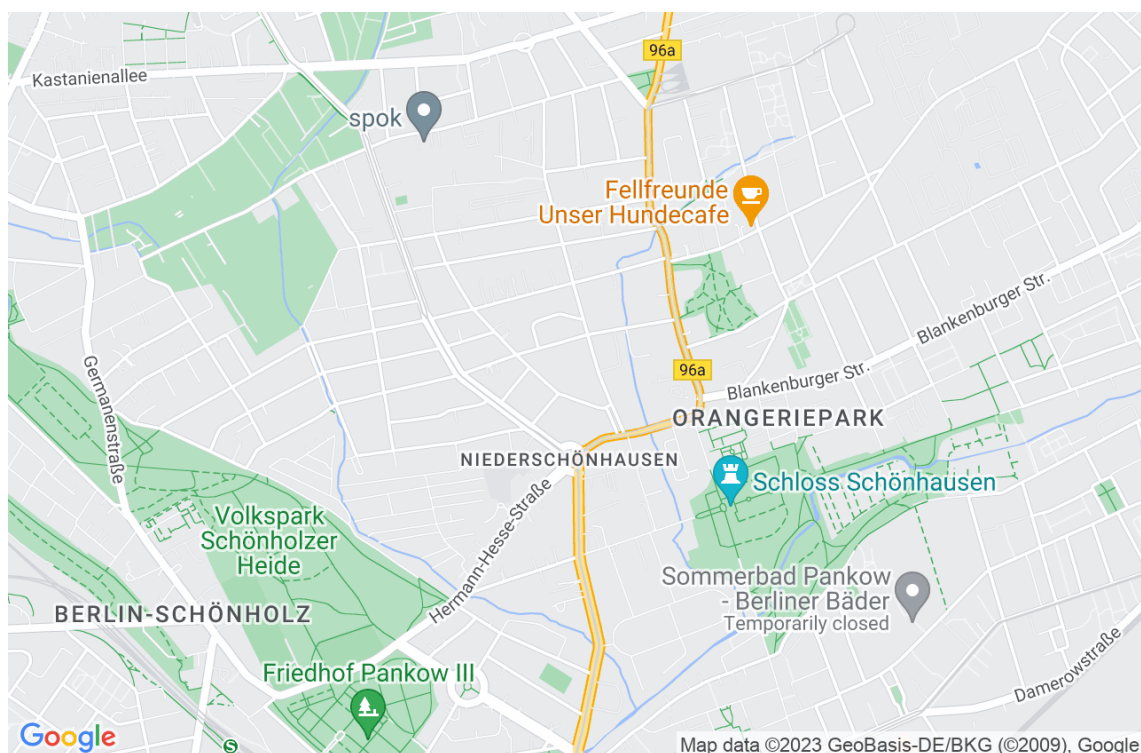 96a
Kastanienallee
spok
Fellfreunde
Unser Hundecafe
Blankenburger Str.
96a
Blankenburger Str.
Germanenstraße
ORANGERIEPARK
NIEDERSCHÖNHAUSEN
Schloss Schönhausen
Volkspark
Schönholzer
Heide
Hermann-Hesse-Straße
Sommerbad Pankow
- Berliner Bäder
Temporarily closed
BERLIN-SCHÖNHOLZ
Friedhof Pankow III
Damerowstraße
Google
S
Map data ©2023 GeoBasis-DE/BKG (©2009), Google